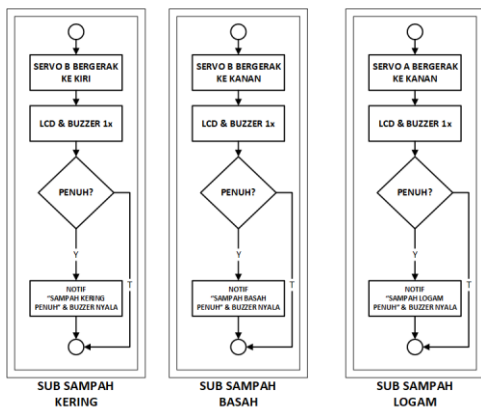 SERVO B BERGERAK
KE KIRI
LCD & BUZZER 1x
PENUH?
Y
T
NOTIF
"SAMPAH KERING
PENUH" & BUZZER NYALA
SUB SAMPAH
KERING
SERVO B BERGERAK
KE KANAN
LCD & BUZZER 1x
PENUH?
Y
T
NOTIF
"SAMPAH BASAH
PENUH" & BUZZER NYALA
SUB SAMPAH
BASAH
SERVO A BERGERAK
KE KANAN
LCD & BUZZER 1x
PENUH?
Y
T
NOTIF
"SAMPAH LOGAM
PENUH" & BUZZER NYALA
SUB SAMPAH
LOGAM